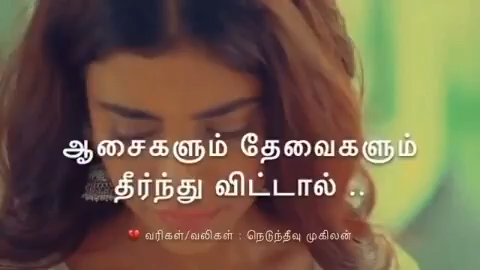 ஆசைகளும் தேவைகளும்
தீர்ந்து விட்டால் ..
💔 வரிகள்/வலிகள் : நெடுந்தீவு முகிலன்